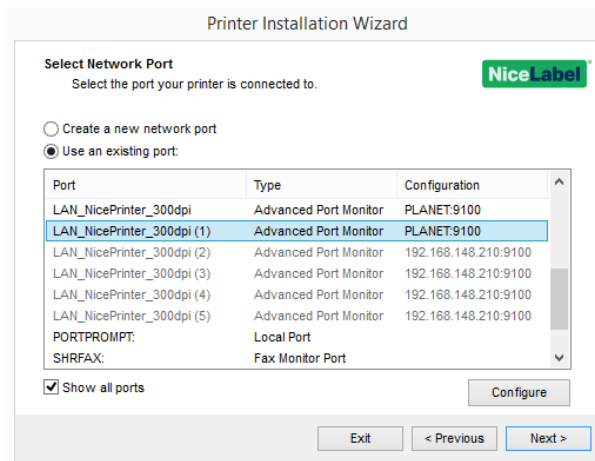 Printer Installation Wizard
Select Network Port
Select the port your printer is connected to.
NiceLabel
Create a new network port
Use an existing port:
Port Type Configuration
LAN_NicePrinter_300dpi Advanced Port Monitor PLANET:9100
LAN_NicePrinter_300dpi (1) Advanced Port Monitor PLANET:9100
LAN_NicePrinter_300dpi (2) Advanced Port Monitor 192.168.148.210:9100
LAN_NicePrinter_300dpi (3) Advanced Port Monitor 192.168.148.210:9100
LAN_NicePrinter_300dpi (4) Advanced Port Monitor 192.168.148.210:9100
LAN_NicePrinter_300dpi (5) Advanced Port Monitor 192.168.148.210:9100
PORTPROMPT: Local Port
SHRFAX: Fax Monitor Port
Show all ports
Configure
Exit < Previous Next >